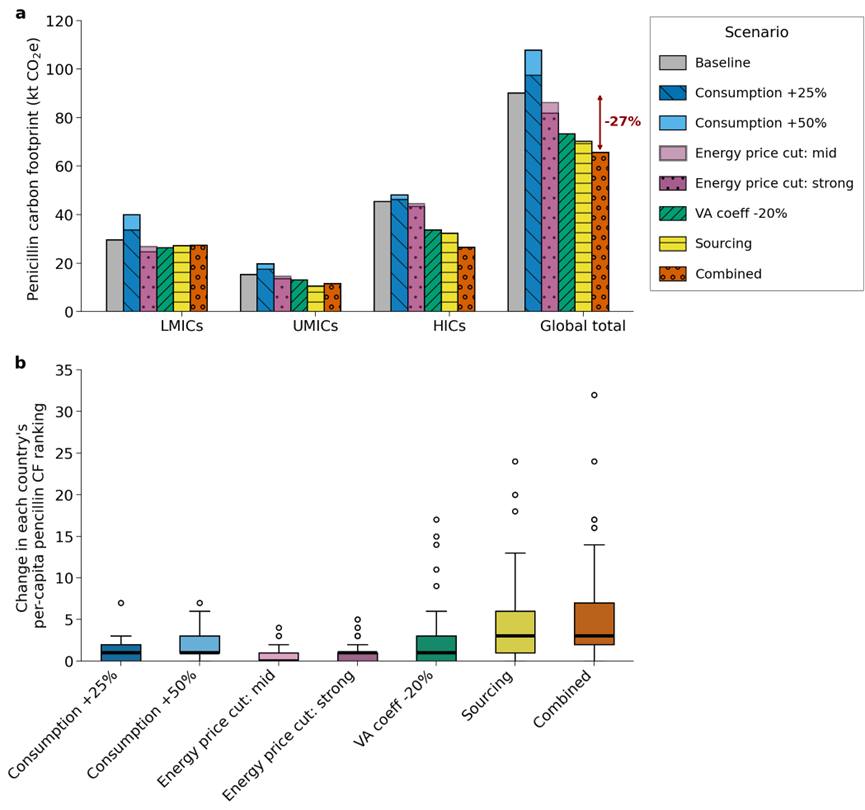 a
Penicillin carbon footprint (kt CO₂e)
120
100
80
60
40
20
0
-27%
LMICs
UMICs
HICs
Global total
Scenario
Baseline
Consumption +25%
Consumption +50%
Energy price cut: mid
Energy price cut: strong
VA coeff -20%
Sourcing
Combined
b
Change in each country's
per-capita pencillin CF ranking
35
30
25
20
15
10
5
0
Consumption +25%
Consumption +50%
Energy price cut: mid
Energy price cut: strong
VA coeff -20%
Sourcing
Combined